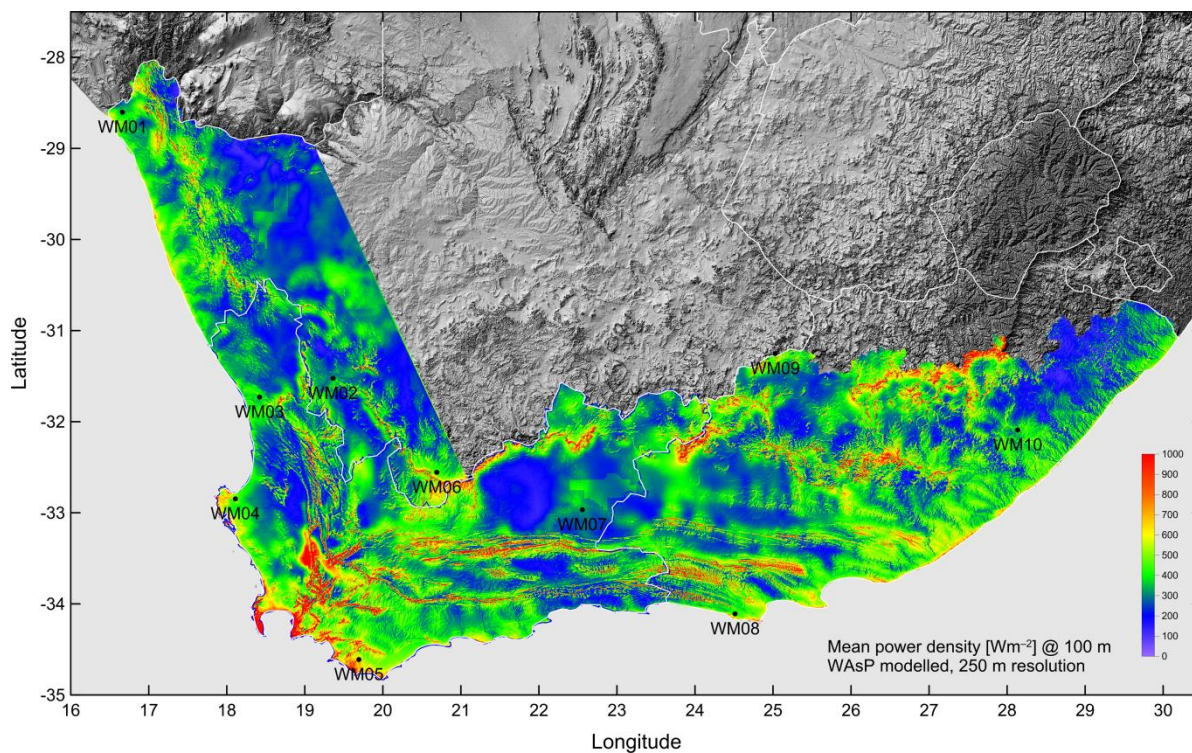 -28
WM01
-29
-30
Latitude
-31
WM09
WM02
WM03
-32
WM10
WM06
1000
900
WM04
WM07
800
-33
700
600
500
400
-34
300
WM08
200
Mean power density [Wm⁻²] @ 100 m
100
WAsP modelled, 250 m resolution
0
WM05
-35
16 17 18 19 20 21 22 23 24 25 26 27 28 29 30
Longitude